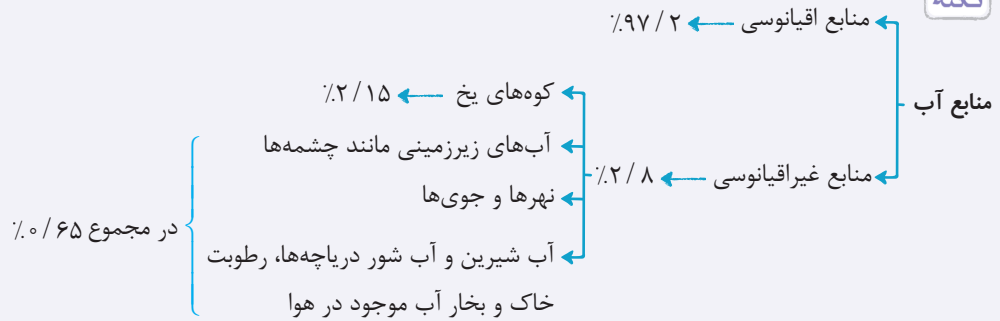 نکته
منابع آب
منابع اقیانوسی ۹۷/۲٪
منابع غیراقیانوسی ۲/۸٪
کوه‌های یخ ۲/۱۵٪
آب‌های زیرزمینی مانند چشمه‌ها
نهرها و جوی‌ها
آب شیرین و آب شور دریاچه‌ها، رطوبت
خاک و بخار آب موجود در هوا
در مجموع ۰/۶۵٪